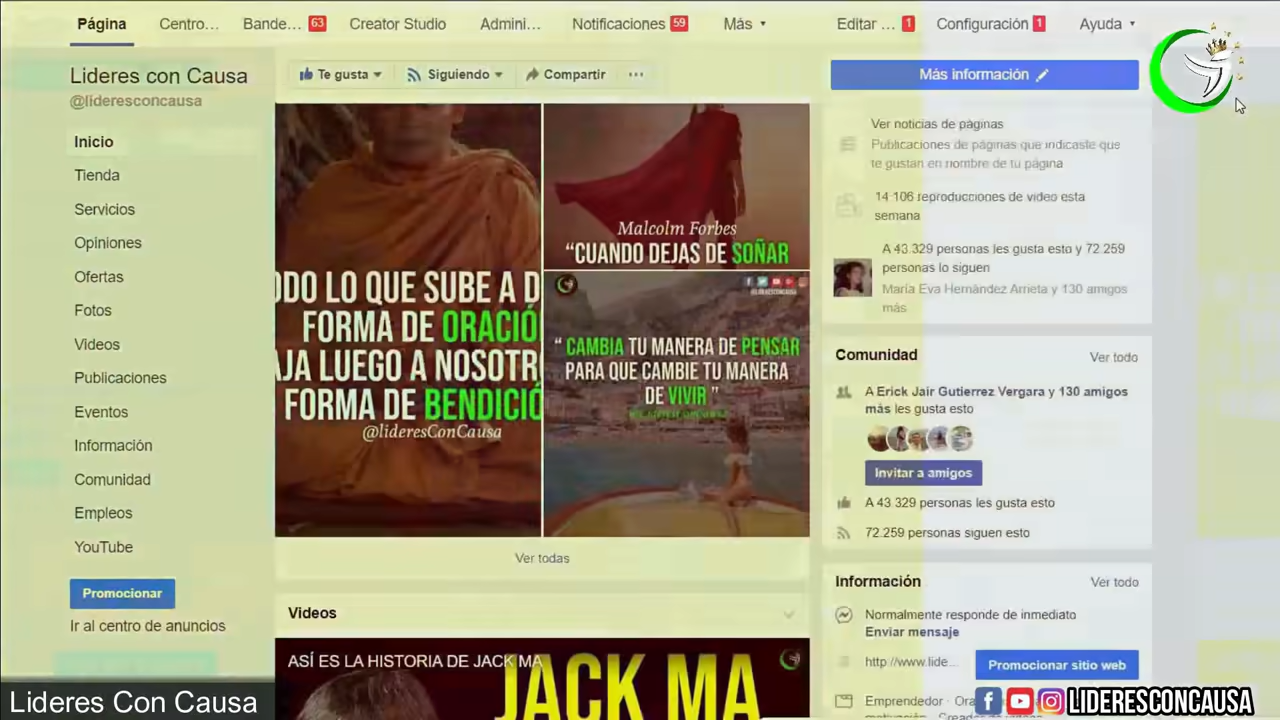 Página Centro... Bande... 63 Creator Studio Admini... Notificaciones 59 Más Editar ... 1 Configuración 1 Ayuda
Lideres con Causa
@lideresconcausa
Inicio
Tienda
Servicios
Opiniones
Ofertas
Fotos
Videos
Publicaciones
Eventos
Información
Comunidad
Empleos
YouTube
Promocionar
Ir al centro de anuncios
Te gusta Siguiendo Compartir ...
ODO LO QUE SUBE A D
FORMA DE ORACIÓ
AJA LUEGO A NOSOTR
FORMA DE BENDICIÓ
@lideresConCausa
Malcolm Forbes
“CUANDO DEJAS DE SOÑAR
@LIDERESCONCAUSA
“ CAMBIA TU MANERA DE PENSAR
PARA QUE CAMBIE TU MANERA
DE VIVIR ”
Ver todas
Videos
ASÍ ES LA HISTORIA DE JACK MA
JACK MA
Más información
Ver noticias de páginas
Publicaciones de páginas que indicaste que
te gustan en nombre de tu página
14 106 reproducciones de video esta
semana
A 43.329 personas les gusta esto y 72.259
personas lo siguen
María Eva Hernández Arrieta y 130 amigos
más
Comunidad Ver todo
A Erick Jair Gutierrez Vergara y 130 amigos
más les gusta esto
Invitar a amigos
A 43 329 personas les gusta esto
72.259 personas siguen esto
Información Ver todo
Normalmente responde de inmediato
Enviar mensaje
http://www.lide... Promocionar sitio web
Emprendedor · Ora
Lideres Con Causa
LIDERESCONCAUSA